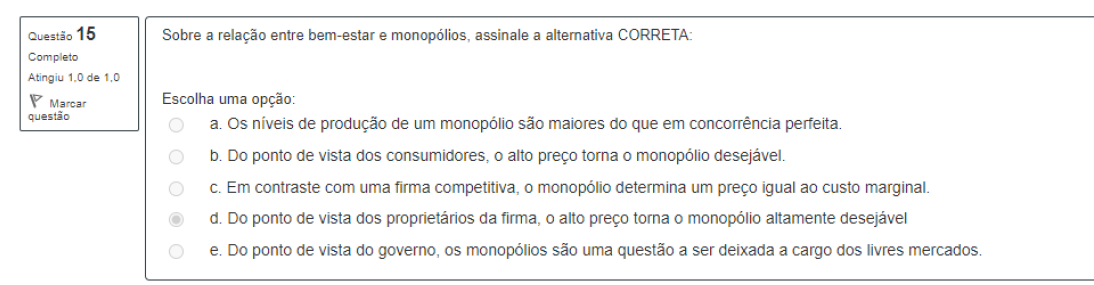 Questão 15
Completo
Atingiu 1,0 de 1,0
Marcar
questão
Sobre a relação entre bem-estar e monopólios, assinale a alternativa CORRETA:
Escolha uma opção:
a. Os níveis de produção de um monopólio são maiores do que em concorrência perfeita.
b. Do ponto de vista dos consumidores, o alto preço torna o monopólio desejável.
c. Em contraste com uma firma competitiva, o monopólio determina um preço igual ao custo marginal.
d. Do ponto de vista dos proprietários da firma, o alto preço torna o monopólio altamente desejável
e. Do ponto de vista do governo, os monopólios são uma questão a ser deixada a cargo dos livres mercados.